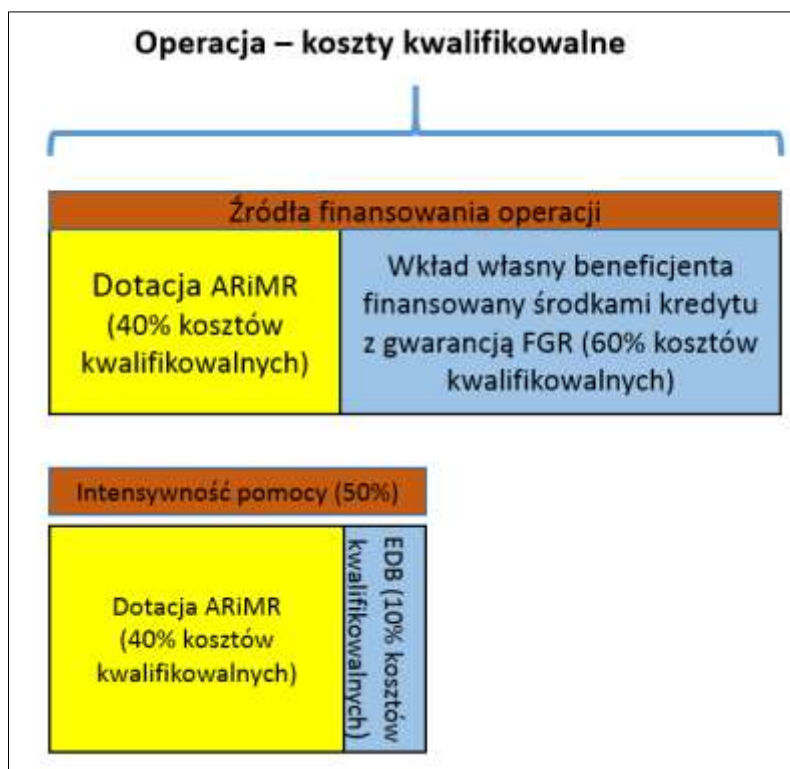 Operacja – koszty kwalifikowalne
Źródła finansowania operacji
Dotacja ARiMR
(40% kosztów
kwalifikowalnych)
Wkład własny beneficjenta
finansowany środkami kredytu
z gwarancją FGR (60% kosztów
kwalifikowalnych)
Intensywność pomocy (50%)
Dotacja ARiMR
(40% kosztów
kwalifikowalnych)
EDB (10% kosztów
kwalifikowalnych)